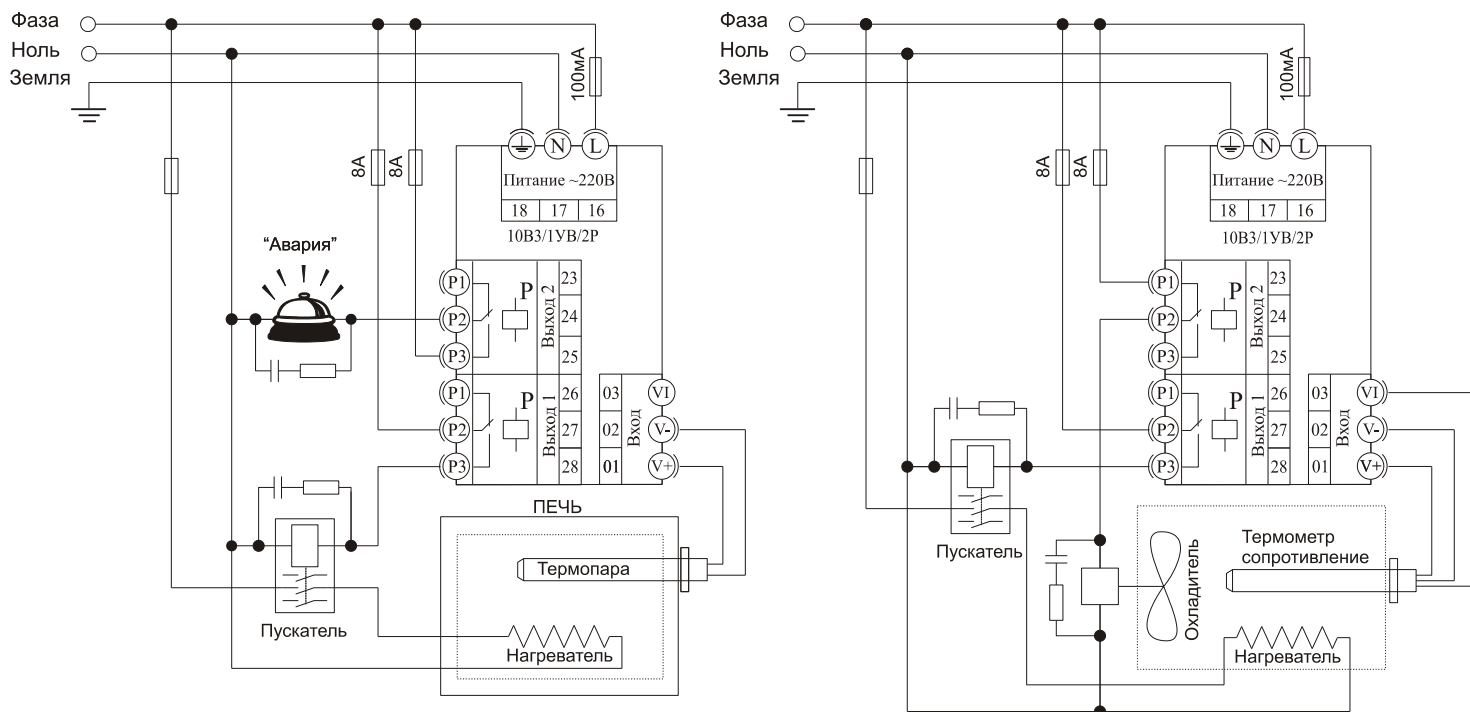 Фаза
Ноль
Земля
100мА
8А
8А
N
L
Питание ~220В
18 17 16
10В3/1УВ/2Р
"Авария"
P1
P2
P3
Р
Выход 2
23
24
25
P1
P2
P3
Р
Выход 1
26
27
28
03
02
01
Вход
VI
V-
V+
ПЕЧЬ
Термопара
Нагреватель
Пускатель
Фаза
Ноль
Земля
100мА
8А
8А
N
L
Питание ~220В
18 17 16
10В3/1УВ/2Р
P1
P2
P3
Р
Выход 2
23
24
25
P1
P2
P3
Р
Выход 1
26
27
28
03
02
01
Вход
VI
V-
V+
Пускатель
Охладитель
Термометр
сопротивление
Нагреватель